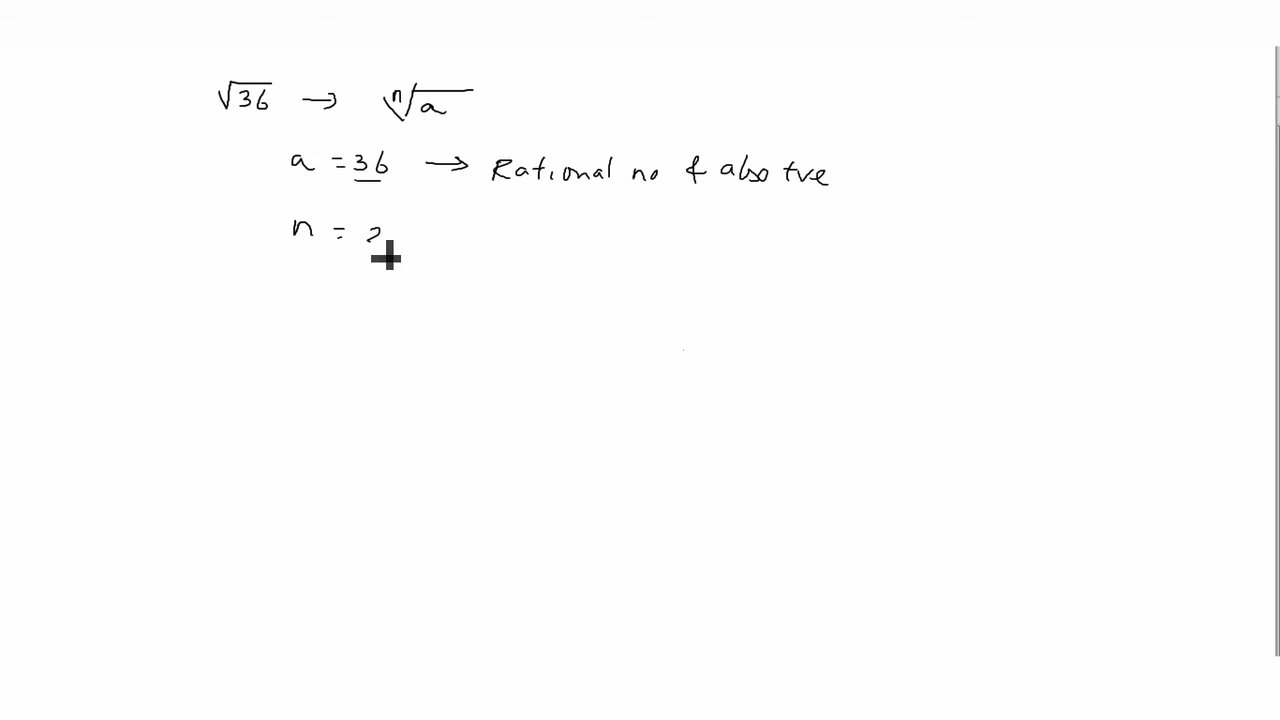 √36 → ⁿ√a
a = 36 → Rational no & also +ve
n = 2